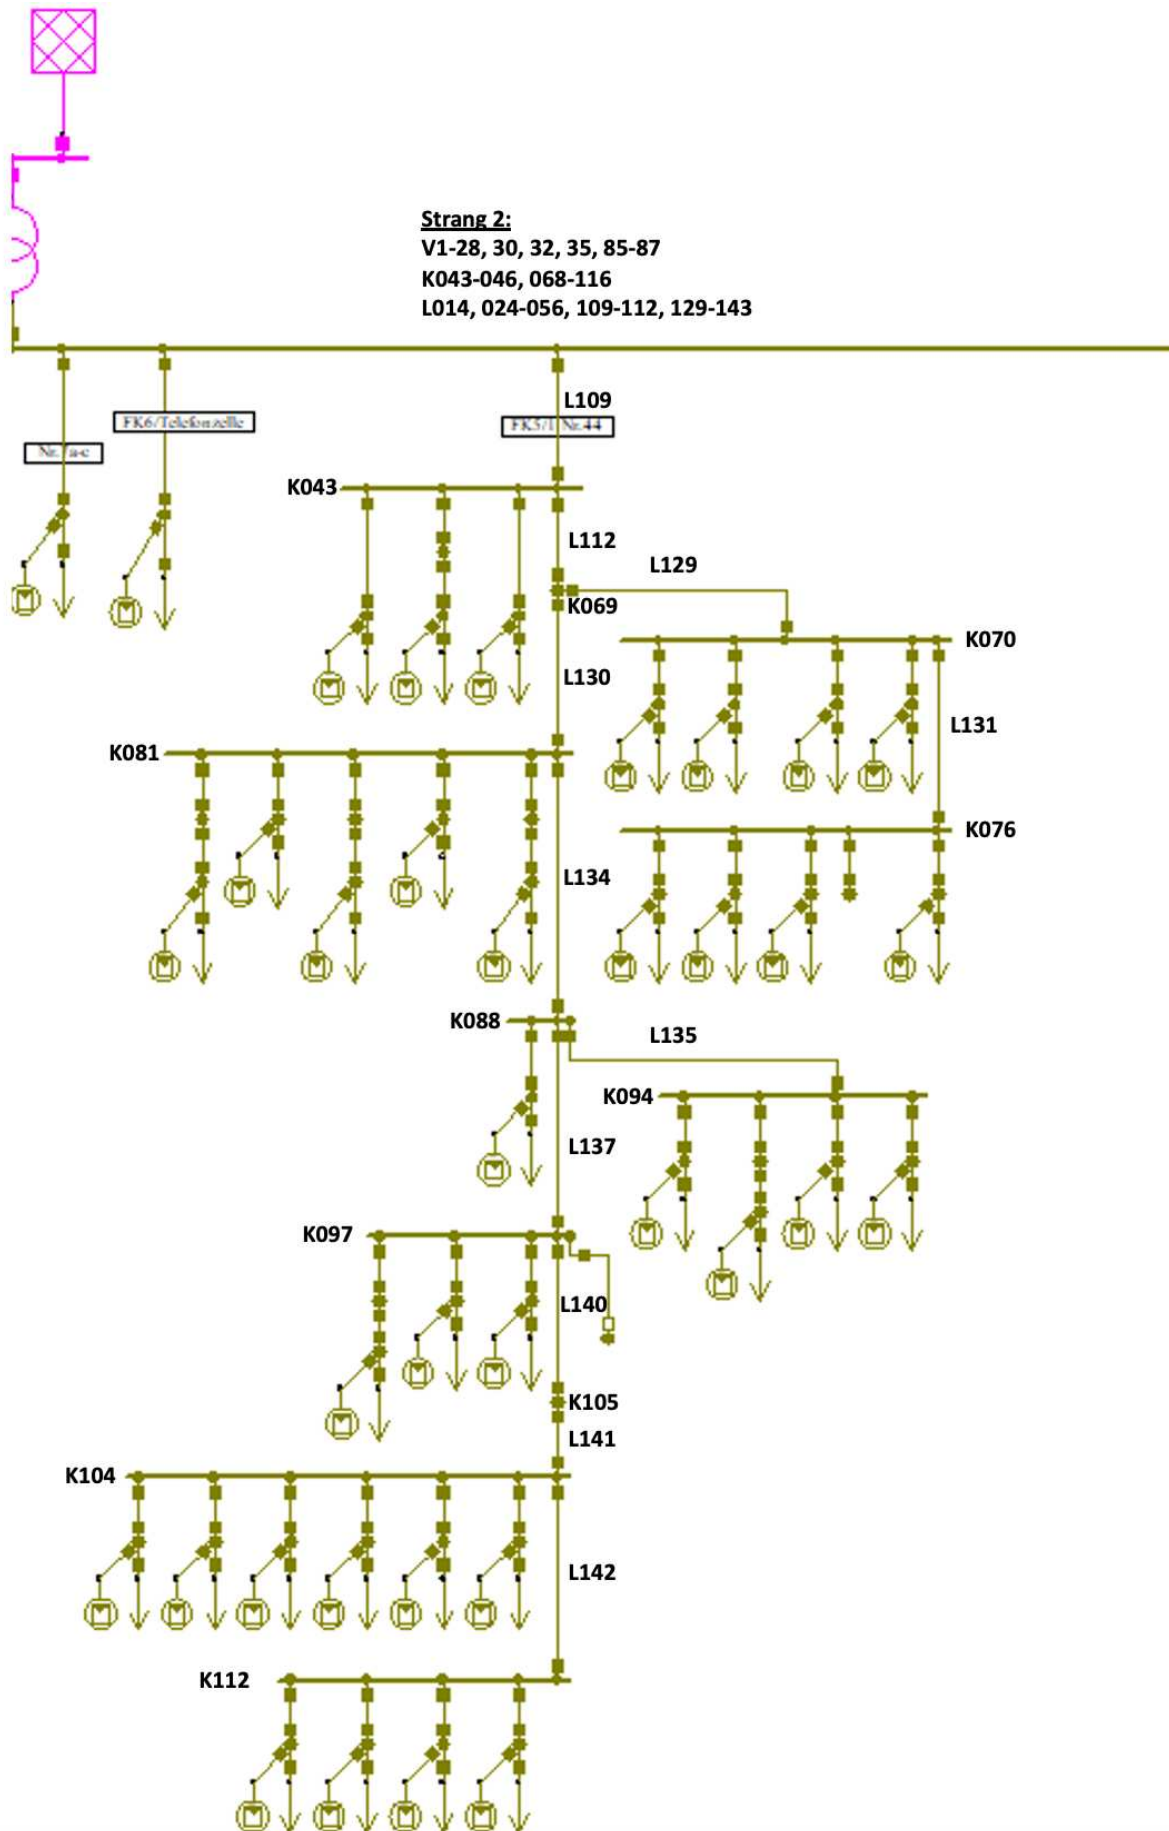 Strang 2:
V1-28, 30, 32, 35, 85-87
K043-046, 068-116
L014, 024-056, 109-112, 129-143
L109
FK6/Telefonzelle
Nr. 44
K043
L112
L129
K069
K070
L130
L131
K081
K076
L134
K088
L135
K094
L137
K097
L140
K105
L141
K104
L142
K112